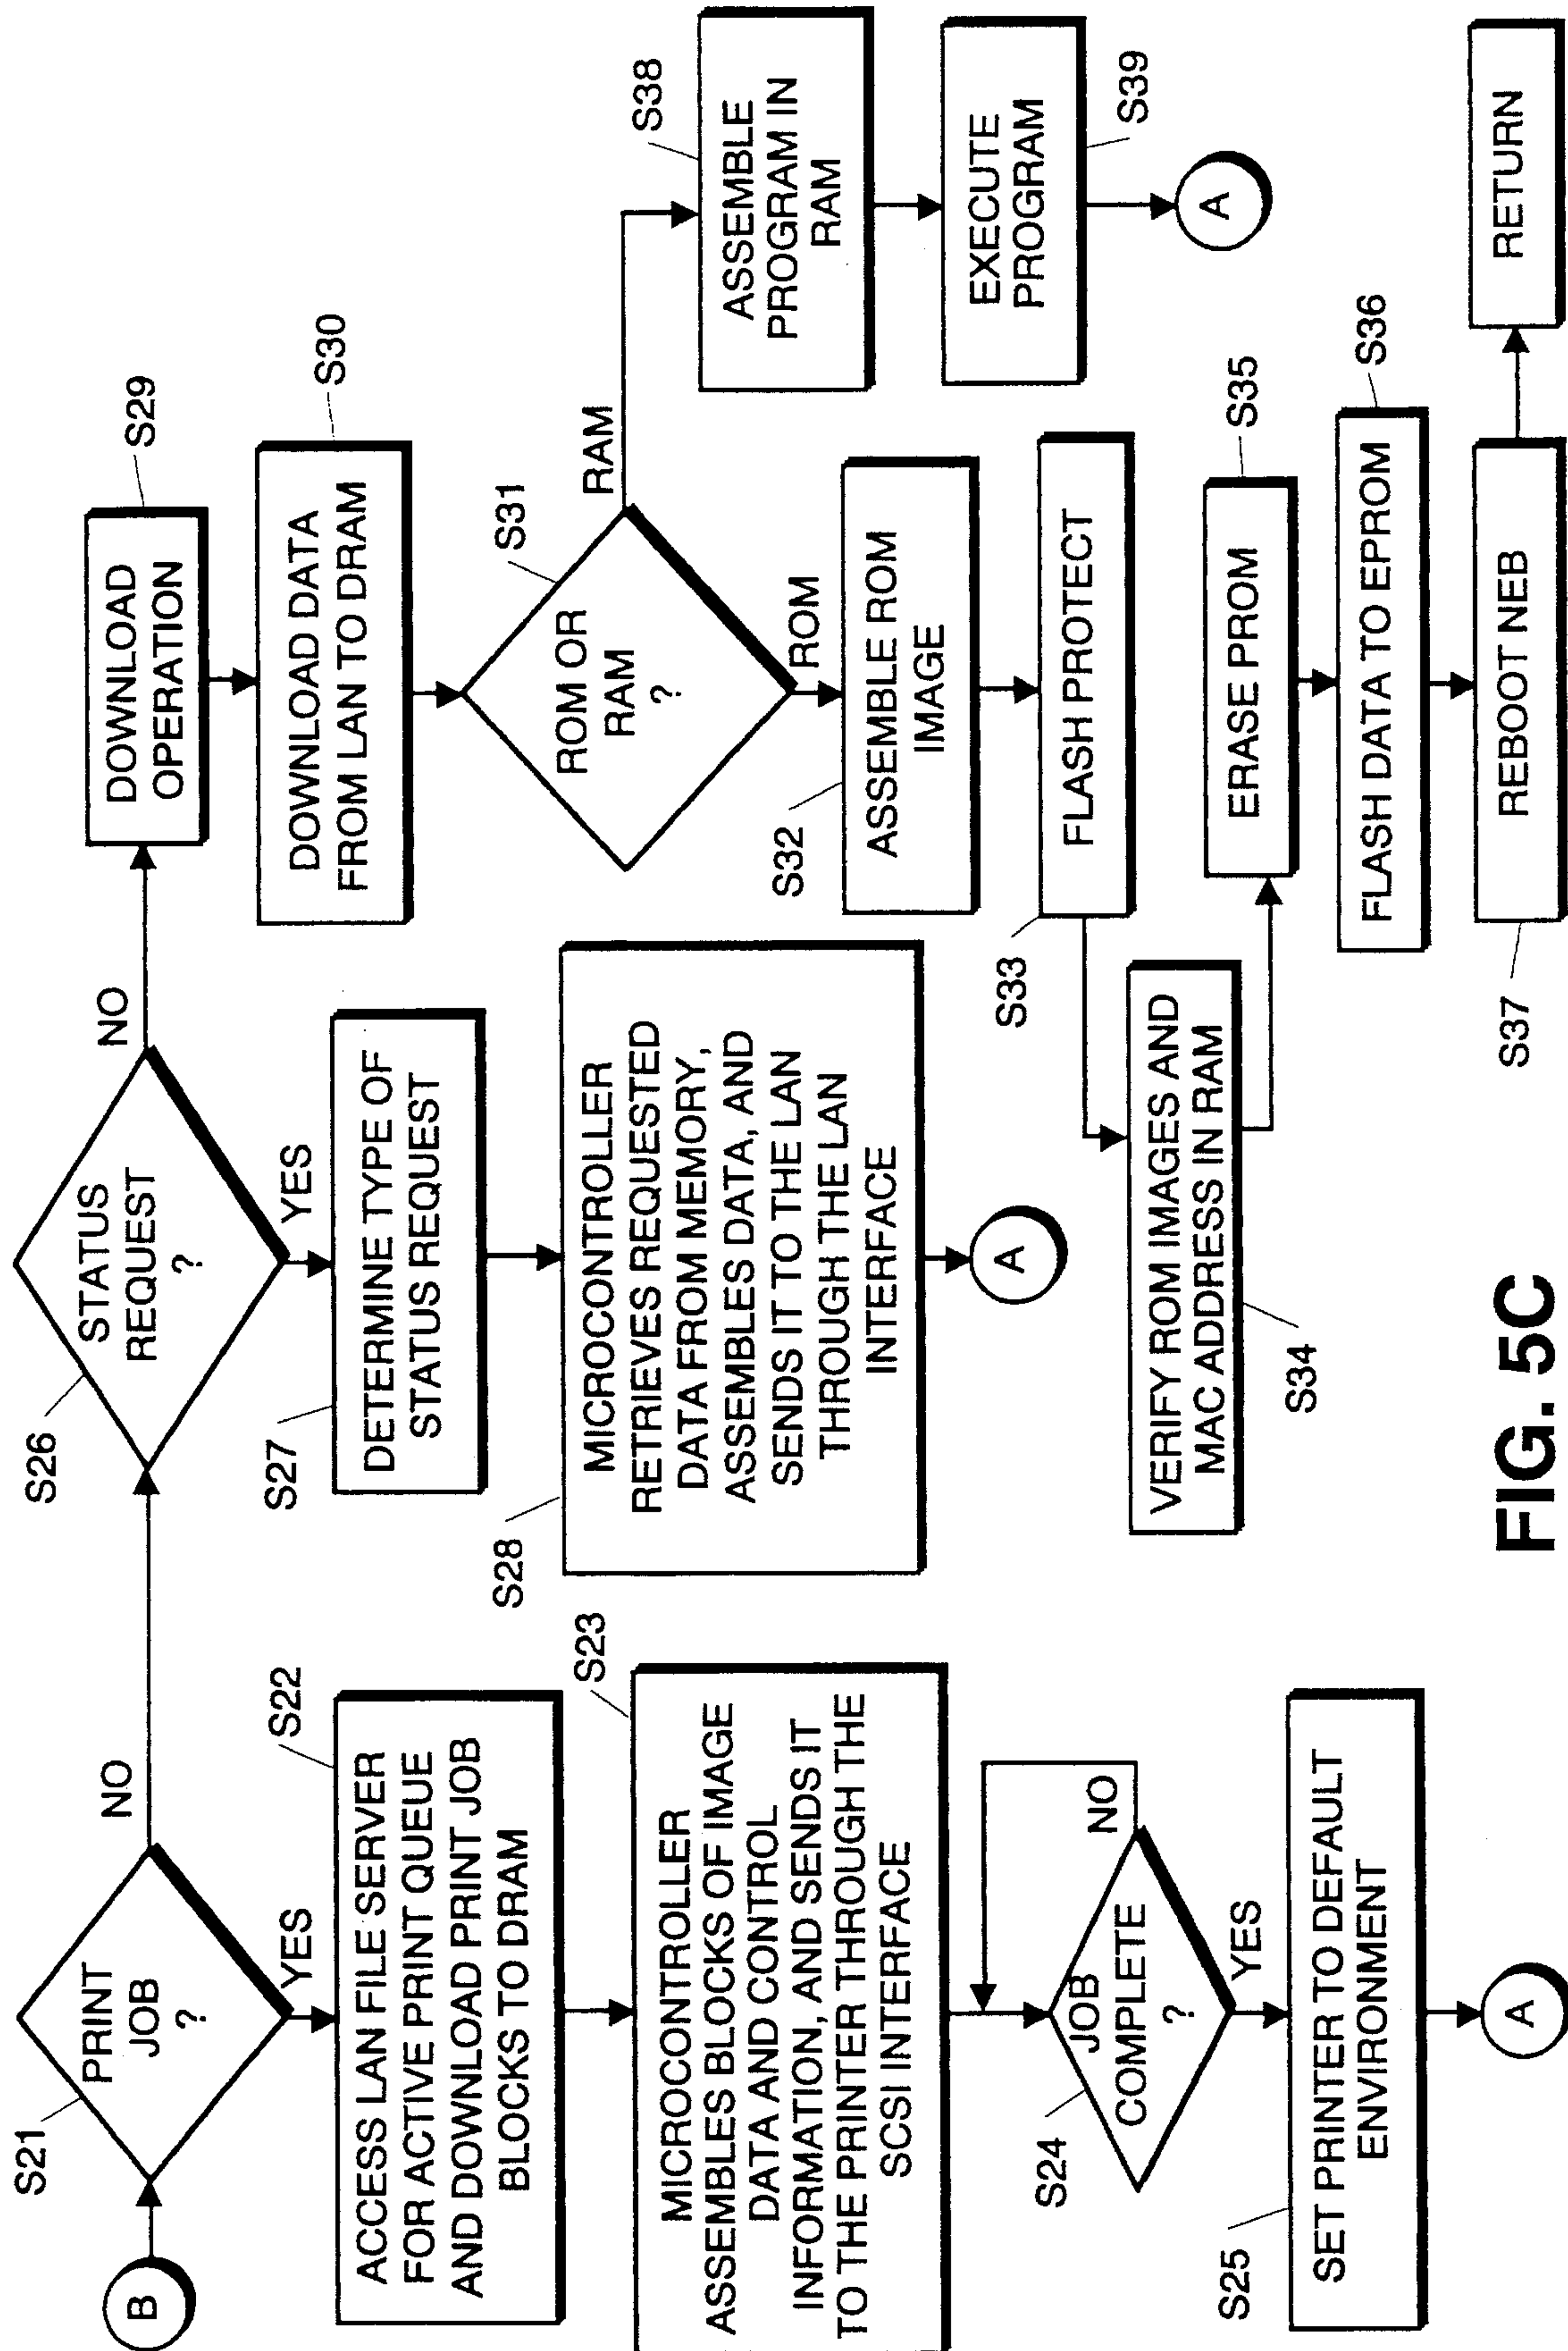 B
S21
PRINT
JOB
?
NO
YES
S22
ACCESS LAN FILE SERVER
FOR ACTIVE PRINT QUEUE
AND DOWNLOAD PRINT JOB
BLOCKS TO DRAM
S23
MICROCONTROLLER
ASSEMBLES BLOCKS OF IMAGE
DATA AND CONTROL
INFORMATION, AND SENDS IT
TO THE PRINTER THROUGH THE
SCSI INTERFACE
S24
JOB
COMPLETE
?
NO
YES
S25
SET PRINTER TO DEFAULT
ENVIRONMENT
A
S26
STATUS
REQUEST
?
NO
YES
S27
DETERMINE TYPE OF
STATUS REQUEST
S28
MICROCONTROLLER
RETRIEVES REQUESTED
DATA FROM MEMORY,
ASSEMBLES DATA, AND
SENDS IT TO THE LAN
THROUGH THE LAN
INTERFACE
A
S29
DOWNLOAD
OPERATION
S30
DOWNLOAD DATA
FROM LAN TO DRAM
S31
ROM OR
RAM
?
RAM
ROM
S32
ASSEMBLE ROM
IMAGE
S33
FLASH PROTECT
VERIFY ROM IMAGES AND
MAC ADDRESS IN RAM
S34
ERASE PROM
S35
FLASH DATA TO EPROM
S36
REBOOT NEB
S37
RETURN
S38
ASSEMBLE
PROGRAM IN
RAM
EXECUTE
PROGRAM
S39
A
FIG. 5C